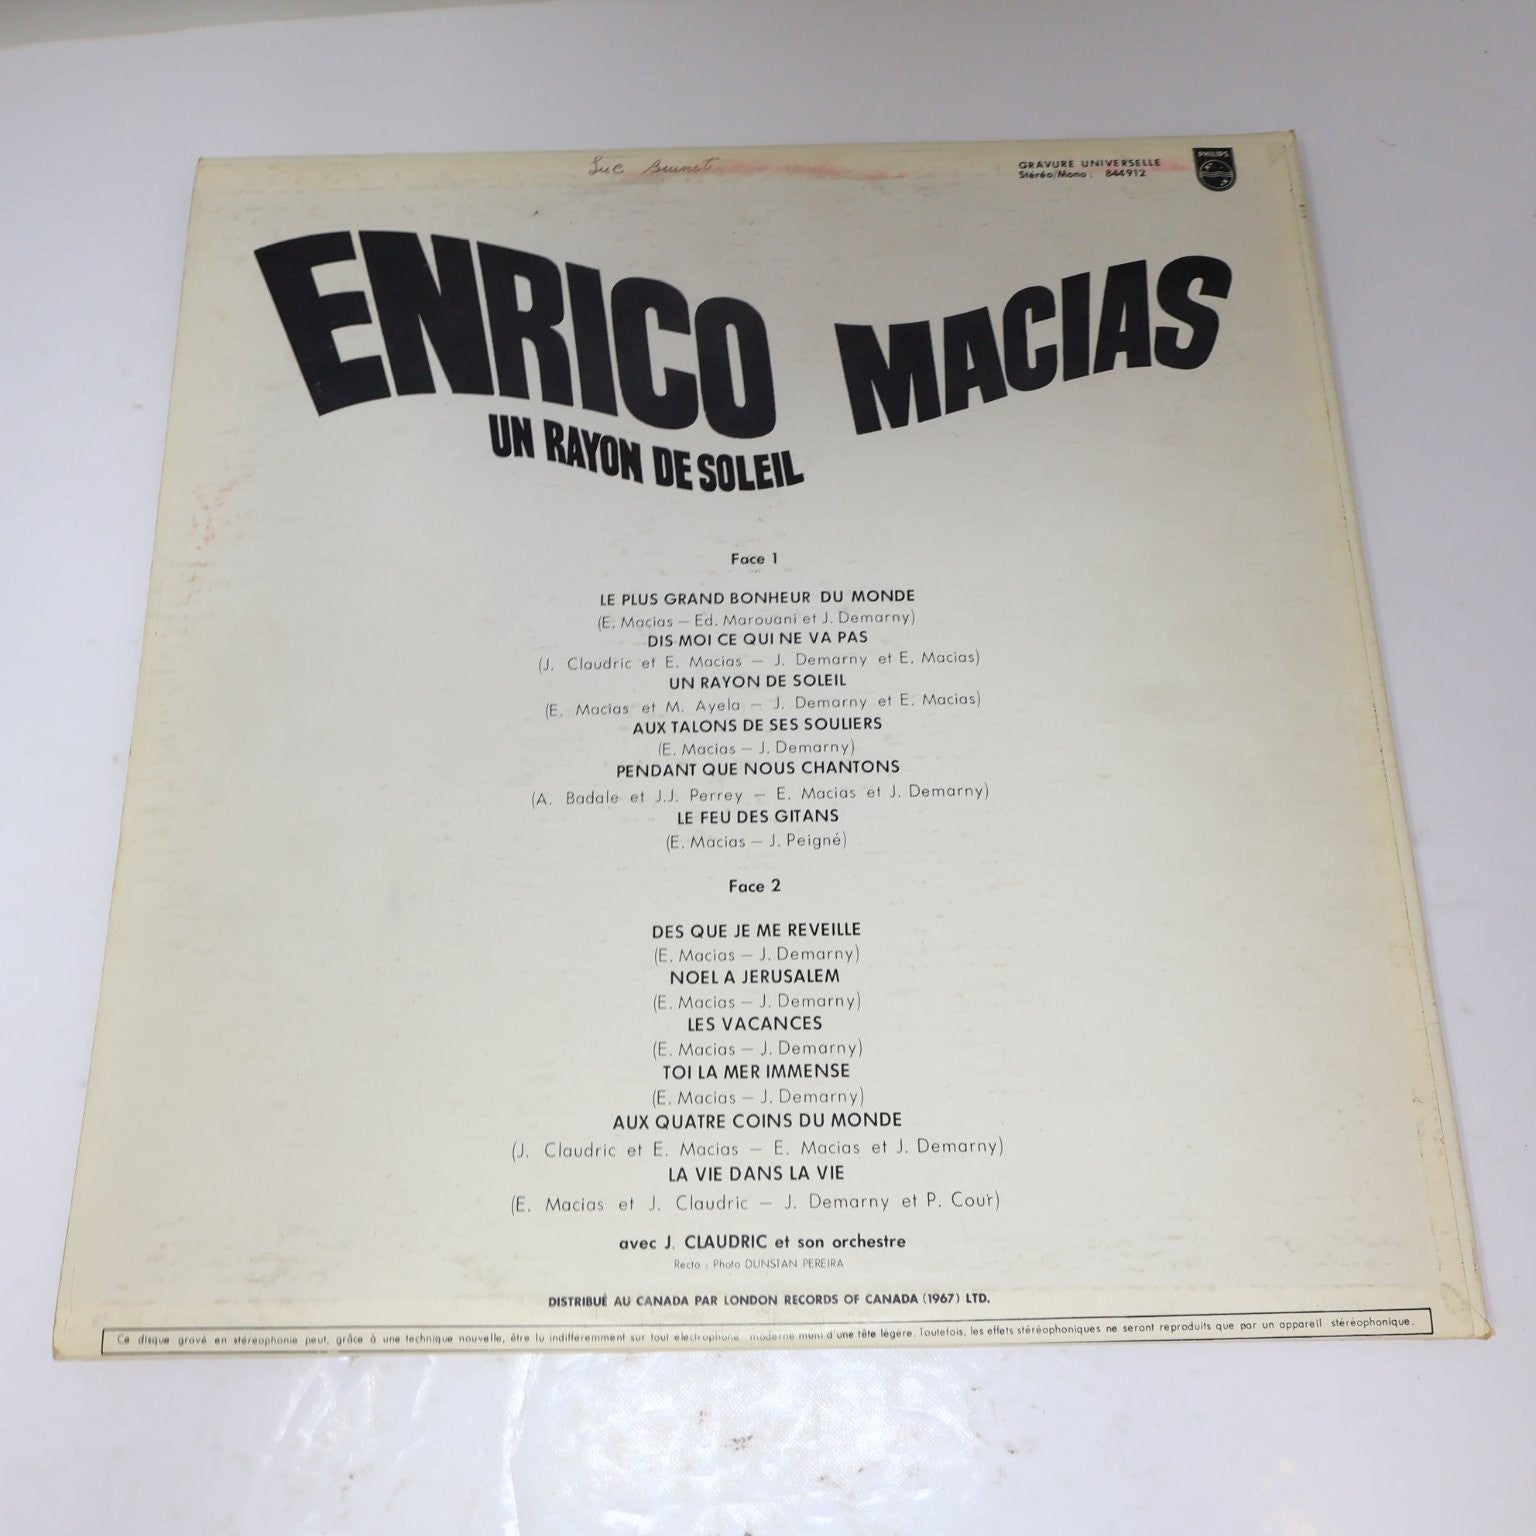 Luc Brunet
GRAVURE UNIVERSELLE
Stéréo/Mono : 844912
PHILIPS
ENRICO MACIAS
UN RAYON DE SOLEIL
Face 1
LE PLUS GRAND BONHEUR DU MONDE
(E. Macias – Ed. Marouani et J. Demarny)
DIS-MOI CE QUI NE VA PAS
(J. Claudric et E. Macias – J. Demarny et E. Macias)
UN RAYON DE SOLEIL
(E. Macias et M. Ayela – J. Demarny et E. Macias)
AUX TALONS DE SES SOULIERS
(E. Macias – J. Demarny)
PENDANT QUE NOUS CHANTONS
(A. Badale et J.J. Perrey – E. Macias et J. Demarny)
LE FEU DES GITANS
(E. Macias – J. Peigné)
Face 2
DES QUE JE ME REVEILLE
(E. Macias – J. Demarny)
NOEL A JERUSALEM
(E. Macias – J. Demarny)
LES VACANCES
(E. Macias – J. Demarny)
TOI LA MER IMMENSE
(E. Macias – J. Demarny)
AUX QUATRE COINS DU MONDE
(J. Claudric et E. Macias – E. Macias et J. Demarny)
LA VIE DANS LA VIE
(E. Macias et J. Claudric – J. Demarny et P. Cour)
avec J. CLAUDRIC et son orchestre
Recto : Photo DUNSTAN PEREIRA
DISTRIBUÉ AU CANADA PAR LONDON RECORDS OF CANADA (1967) LTD.
Ce disque gravé en stéréophonie peut, grâce à une technique nouvelle, être lu indifféremment sur tout electrophone moderne muni d'une tête légère. Toutefois, les effets stéréophoniques ne seront reproduits que par un appareil stéréophonique.